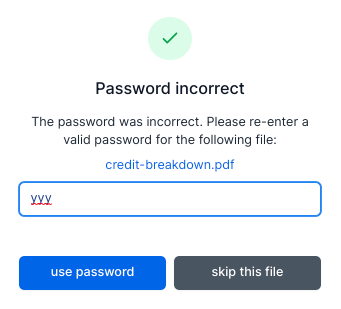 Password incorrect
The password was incorrect. Please re-enter a
valid password for the following file:
credit-breakdown.pdf
yyy
use password
skip this file